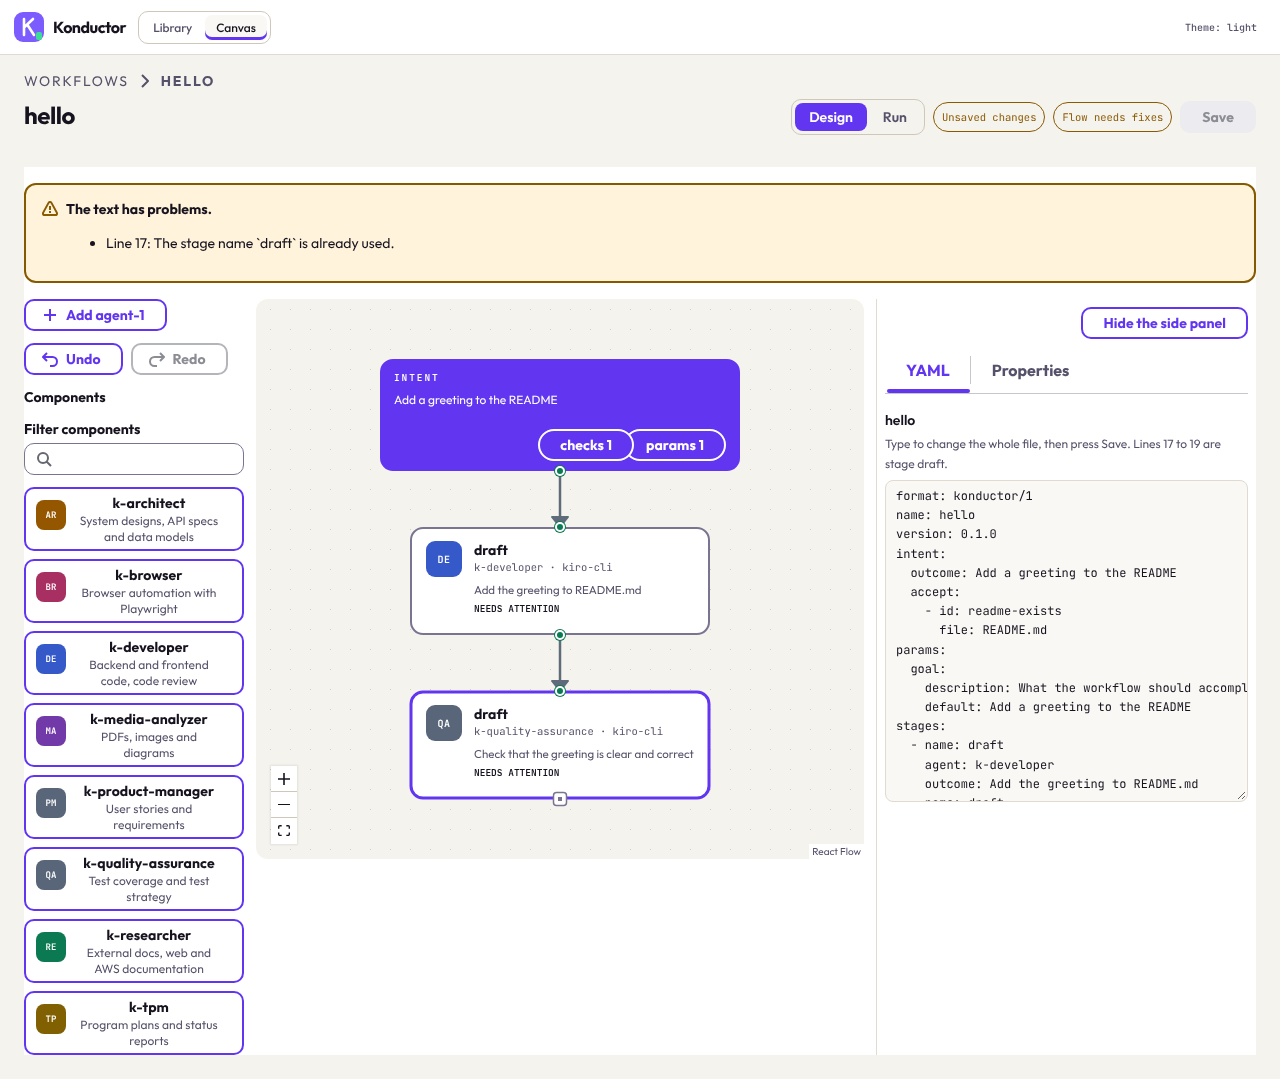 Konductor
Library
Canvas
Theme: light
WORKFLOWS > HELLO
hello
Design
Run
Unsaved changes
Flow needs fixes
Save
The text has problems.
• Line 17: The stage name `draft` is already used.
Add agent-1
Undo
Redo
Components
Filter components
AR
k-architect
System designs, API specs
and data models
BR
k-browser
Browser automation with
Playwright
DE
k-developer
Backend and frontend
code, code review
MA
k-media-analyzer
PDFs, images and
diagrams
PM
k-product-manager
User stories and
requirements
QA
k-quality-assurance
Test coverage and test
strategy
RE
k-researcher
External docs, web and
AWS documentation
TP
k-tpm
Program plans and status
reports
INTENT
Add a greeting to the README
checks 1
params 1
DE
draft
k-developer · kiro-cli
Add the greeting to README.md
NEEDS ATTENTION
QA
draft
k-quality-assurance · kiro-cli
Check that the greeting is clear and correct
NEEDS ATTENTION
React Flow
Hide the side panel
YAML
Properties
hello
Type to change the whole file, then press Save. Lines 17 to 19 are
stage draft.
format: konductor/1
name: hello
version: 0.1.0
intent:
outcome: Add a greeting to the README
accept:
- id: readme-exists
file: README.md
params:
goal:
description: What the workflow should accompl
default: Add a greeting to the README
stages:
- name: draft
agent: k-developer
outcome: Add the greeting to README.md